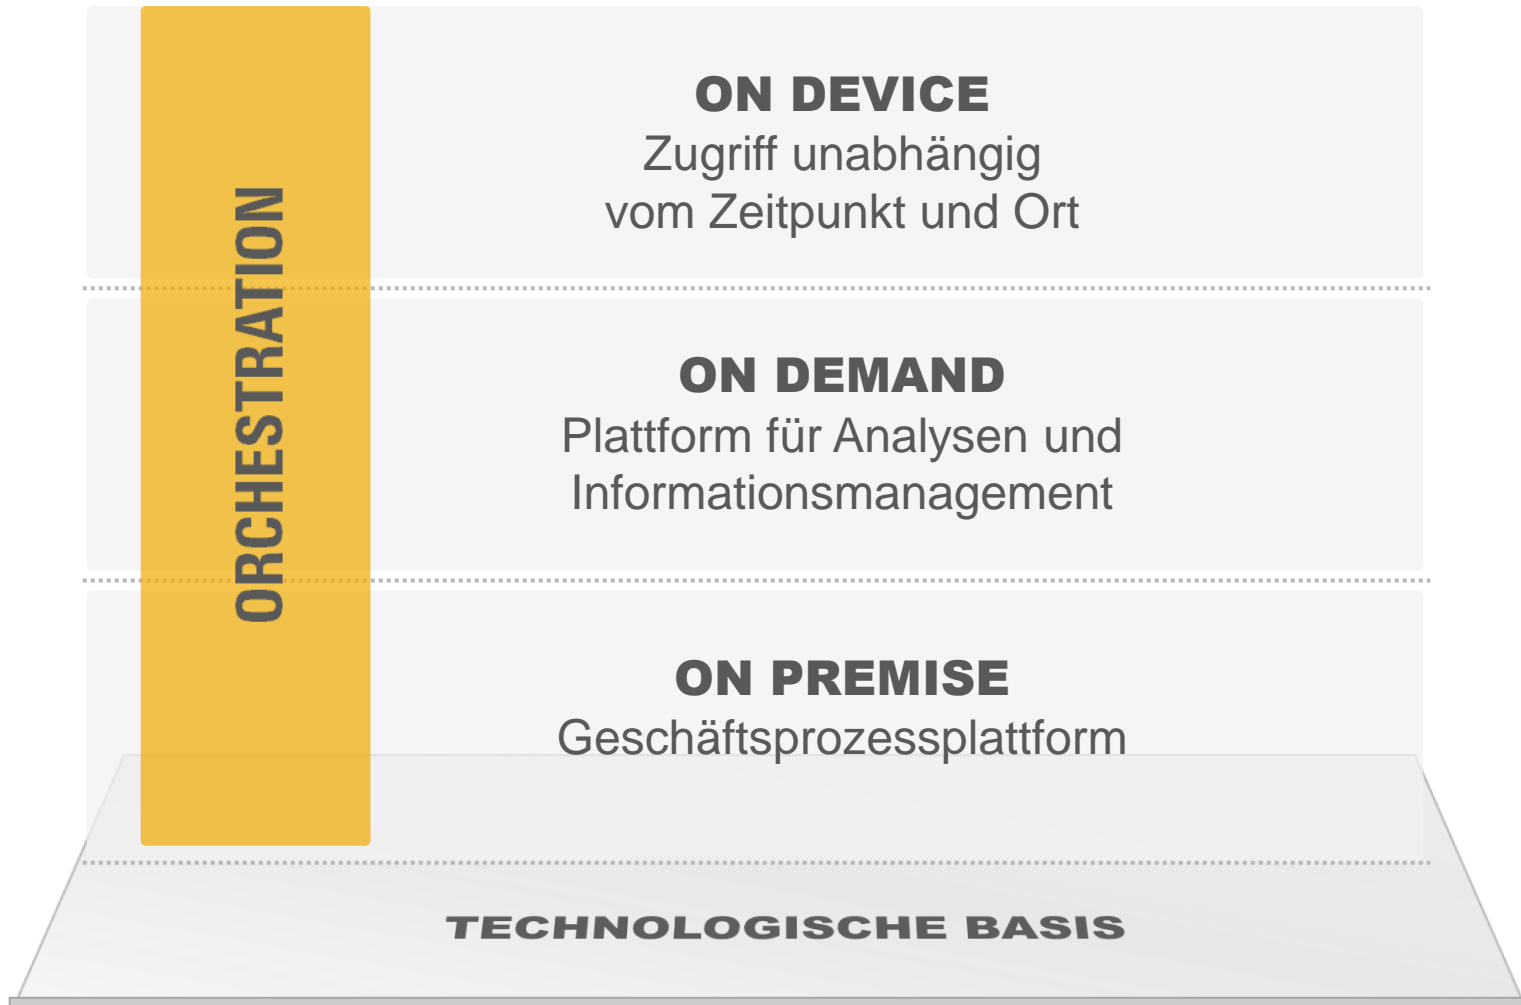 ORCHESTRATION
ON DEVICE
Zugriff unabhängig
vom Zeitpunkt und Ort
ON DEMAND
Plattform für Analysen und
Informationsmanagement
ON PREMISE
Geschäftsprozessplattform
TECHNOLOGISCHE BASIS